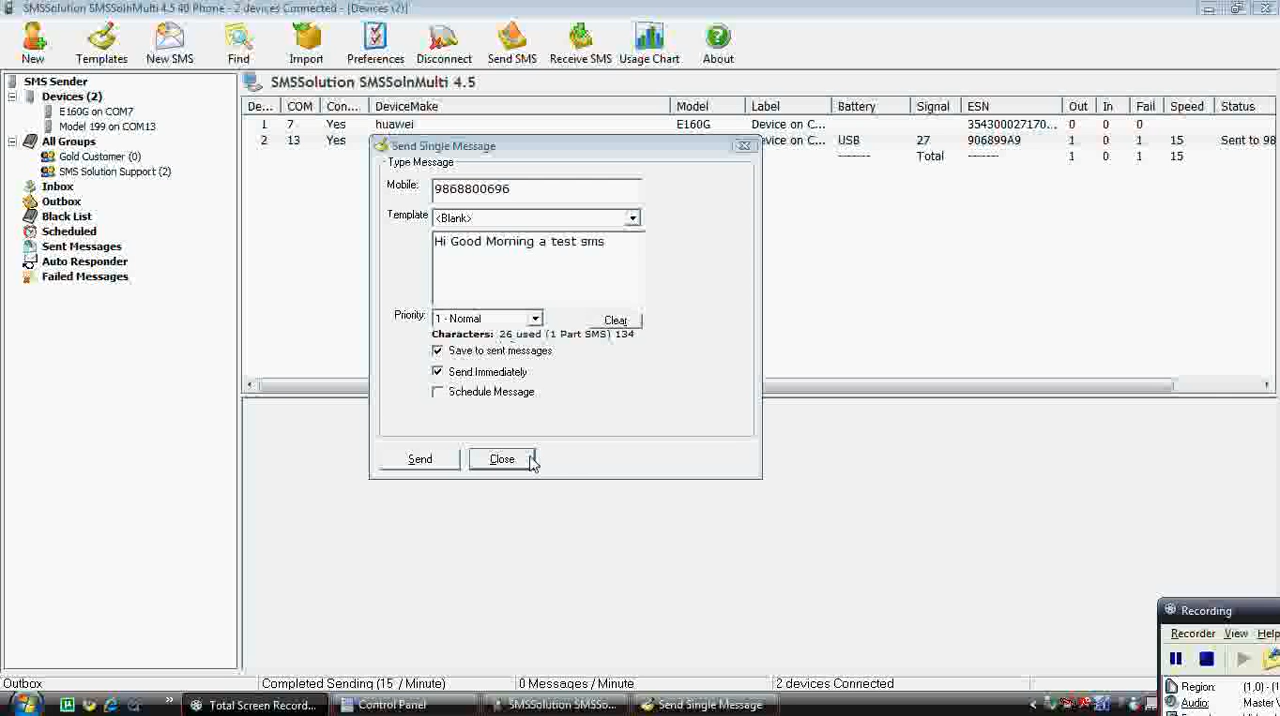 SMSSolution SMSSolnMulti 4.5 40 Phone - 2 devices Connected - [Devices (2)]
New Templates New SMS Find Import Preferences Disconnect Send SMS Receive SMS Usage Chart About
SMS Sender
Devices (2)
E160G on COM7
Model 199 on COM13
All Groups
Gold Customer (0)
SMS Solution Support (2)
Inbox
Outbox
Black List
Scheduled
Sent Messages
Auto Responder
Failed Messages
SMSSolution SMSSolnMulti 4.5
De... COM Con... DeviceMake Model Label Battery Signal ESN Out In Fail Speed Status
1 7 Yes huawei E160G Device on C... 354300027170... 0 0 0
2 13 Yes evice on C... USB 27 906899A9 1 0 1 15 Sent to 98
------- Total ------- 1 0 1 15
Send Single Message
Type Message
Mobile: 9868800696
Template <Blank>
Hi Good Morning a test sms
Priority: 1 - Normal Clear
Characters: 26 used (1 Part SMS) 134
Save to sent messages
Send Immediately
Schedule Message
Send Close
Recording
Recorder View Help
Region: (1,0) - (1
Audio: Master
Outbox Completed Sending (15 / Minute) 0 Messages / Minute 2 devices Connected
» Total Screen Record... Control Panel SMSSolution SMSSo... Send Single Message